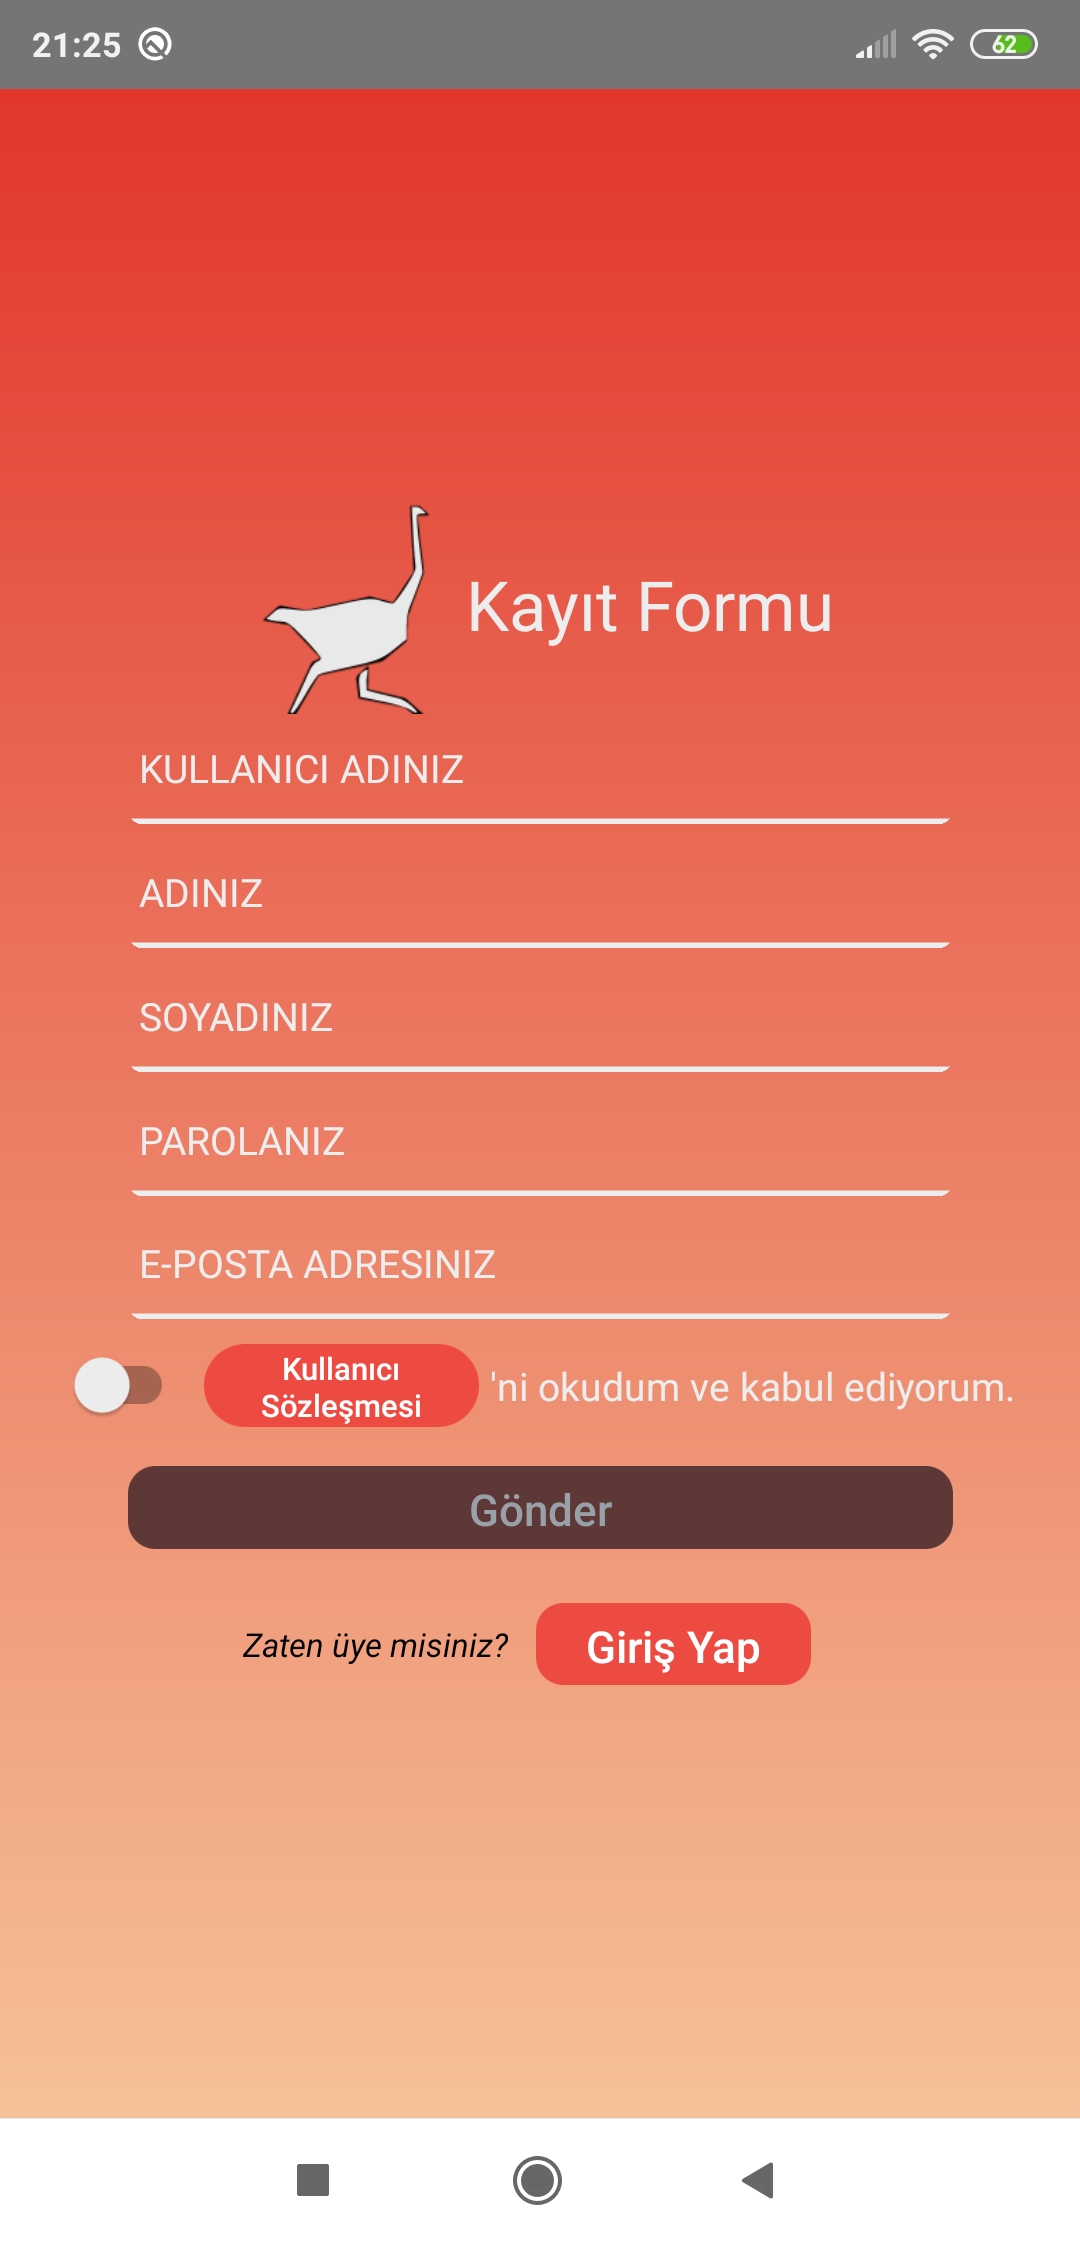 21:25
62
Kayıt Formu
KULLANICI ADINIZ
ADINIZ
SOYADINIZ
PAROLANIZ
E-POSTA ADRESINIZ
Kullanıcı
Sözleşmesi
'ni okudum ve kabul ediyorum.
Gönder
Zaten üye misiniz?
Giriş Yap